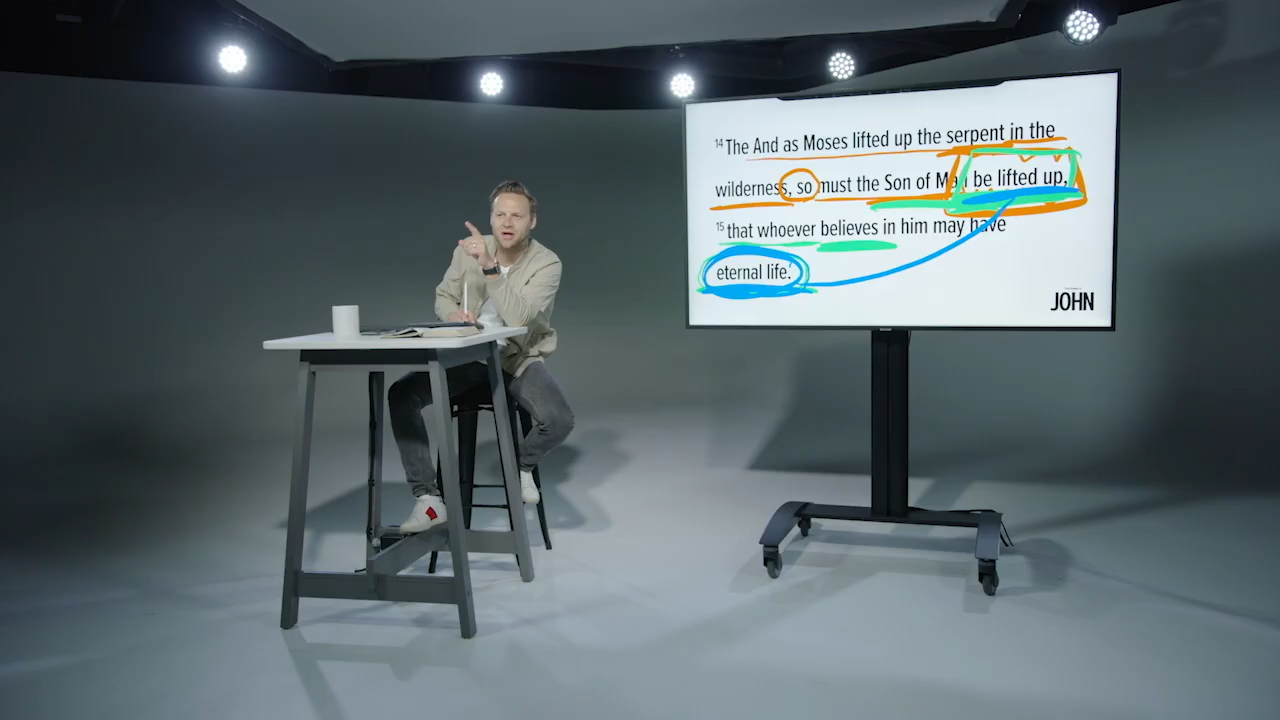 14 The And as Moses lifted up the serpent in the
wilderness, so must the Son of Man be lifted up,
15 that whoever believes in him may have
eternal life.'
JOHN